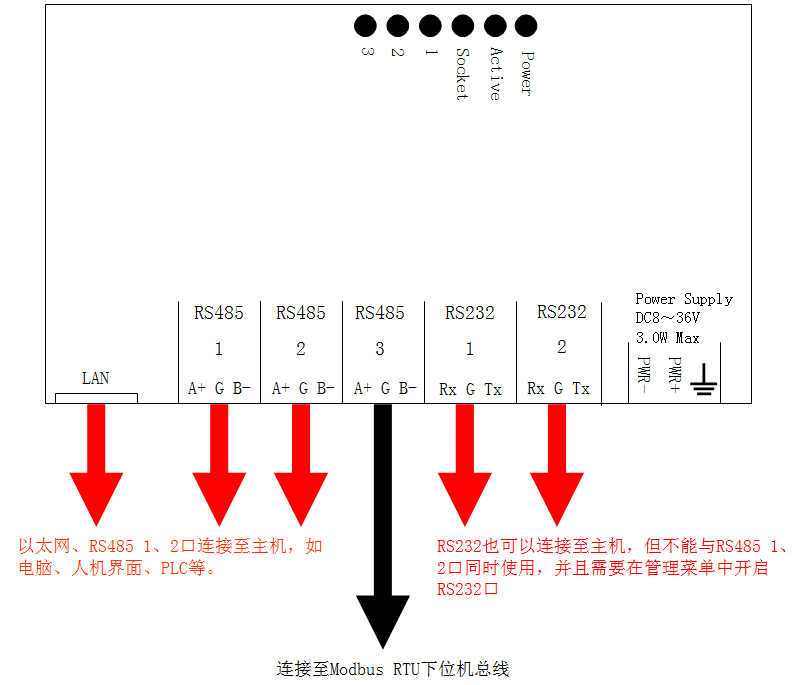 3 2 1 Socket Active Power
Power Supply
DC8～36V
3.0W Max
RS485 RS485 RS485 RS232 RS232
1 2 3 1 2
PWR- PWR+
LAN
A+ G B- A+ G B- A+ G B- Rx G Tx Rx G Tx
以太网、RS485 1、2口连接至主机，如
电脑、人机界面、PLC等。
RS232也可以连接至主机，但不能与RS485 1、
2口同时使用，并且需要在管理菜单中开启
RS232口
连接至Modbus RTU下位机总线